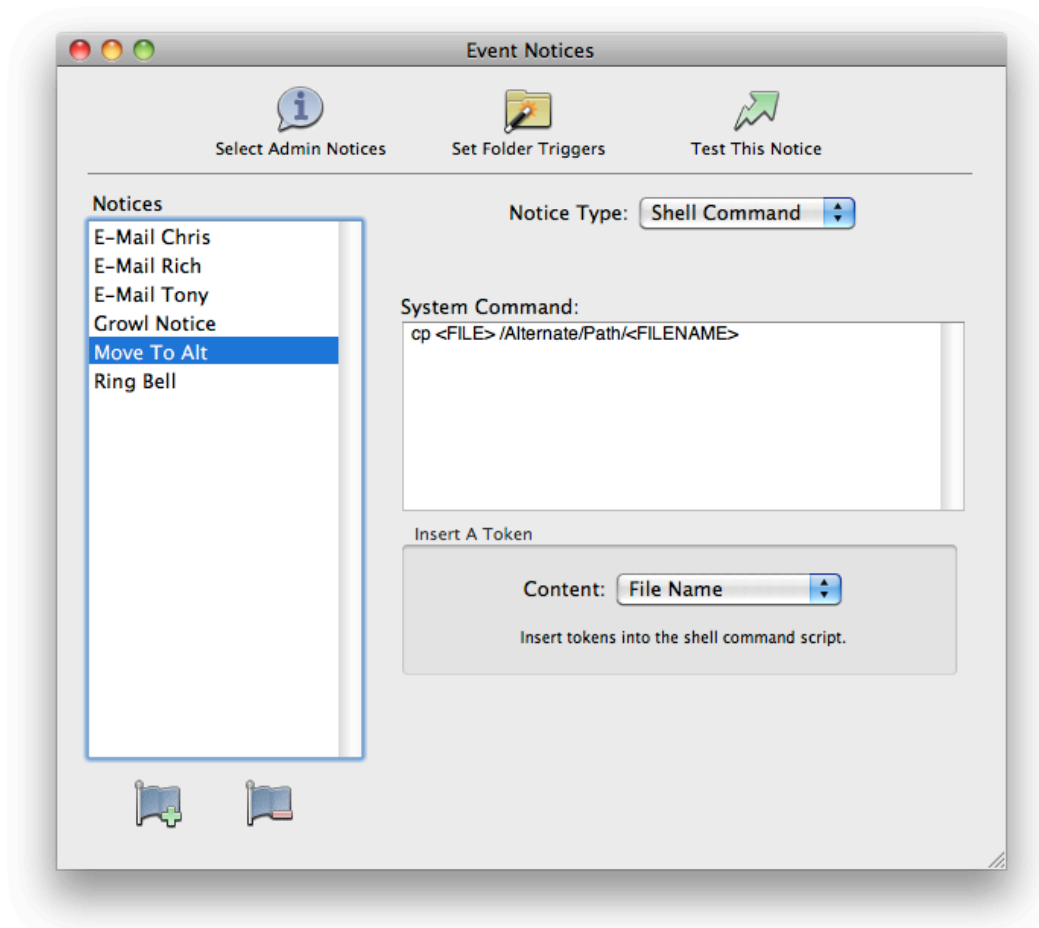 Event Notices
Select Admin Notices
Set Folder Triggers
Test This Notice
Notices
E-Mail Chris
E-Mail Rich
E-Mail Tony
Growl Notice
Move To Alt
Ring Bell
Notice Type: Shell Command
System Command:
cp <FILE> /Alternate/Path/<FILENAME>
Insert A Token
Content: File Name
Insert tokens into the shell command script.